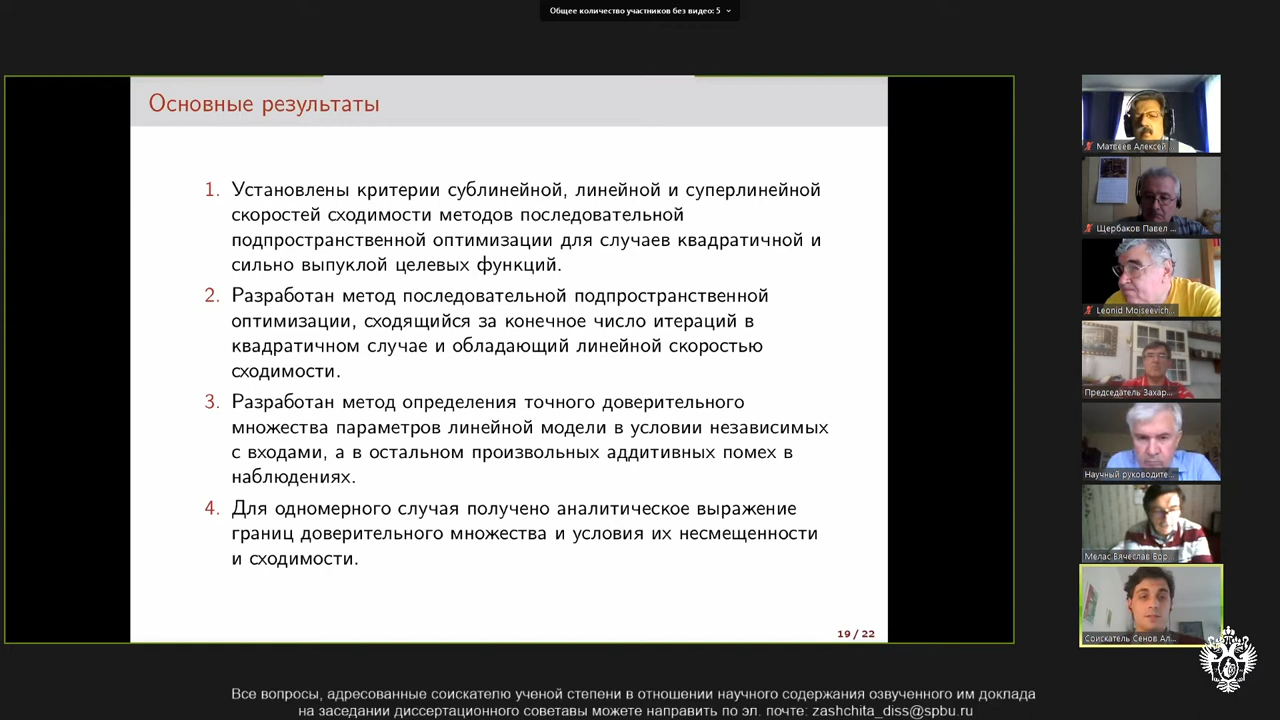 Общее количество участников без видео: 5
Основные результаты
1. Установлены критерии сублинейной, линейной и суперлинейной
скоростей сходимости методов последовательной
подпространственной оптимизации для случаев квадратичной и
сильно выпуклой целевых функций.
2. Разработан метод последовательной подпространственной
оптимизации, сходящийся за конечное число итераций в
квадратичном случае и обладающий линейной скоростью
сходимости.
3. Разработан метод определения точного доверительного
множества параметров линейной модели в условии независимых
с входами, а в остальном произвольных аддитивных помех в
наблюдениях.
4. Для одномерного случая получено аналитическое выражение
границ доверительного множества и условия их несмещенности
и сходимости.
19 / 22
Матвеев Алексей ...
Щербаков Павел ...
Leonid Moiseevich...
Председатель Захар...
Научный руководите...
Мелас Вячеслав Бор...
Соискатель Сенов Ал...
Все вопросы, адресованные соискателю ученой степени в отношении научного содержания озвученного им доклада
на заседании диссертационного советавы можете направить по эл. почте: zashchita_diss@spbu.ru